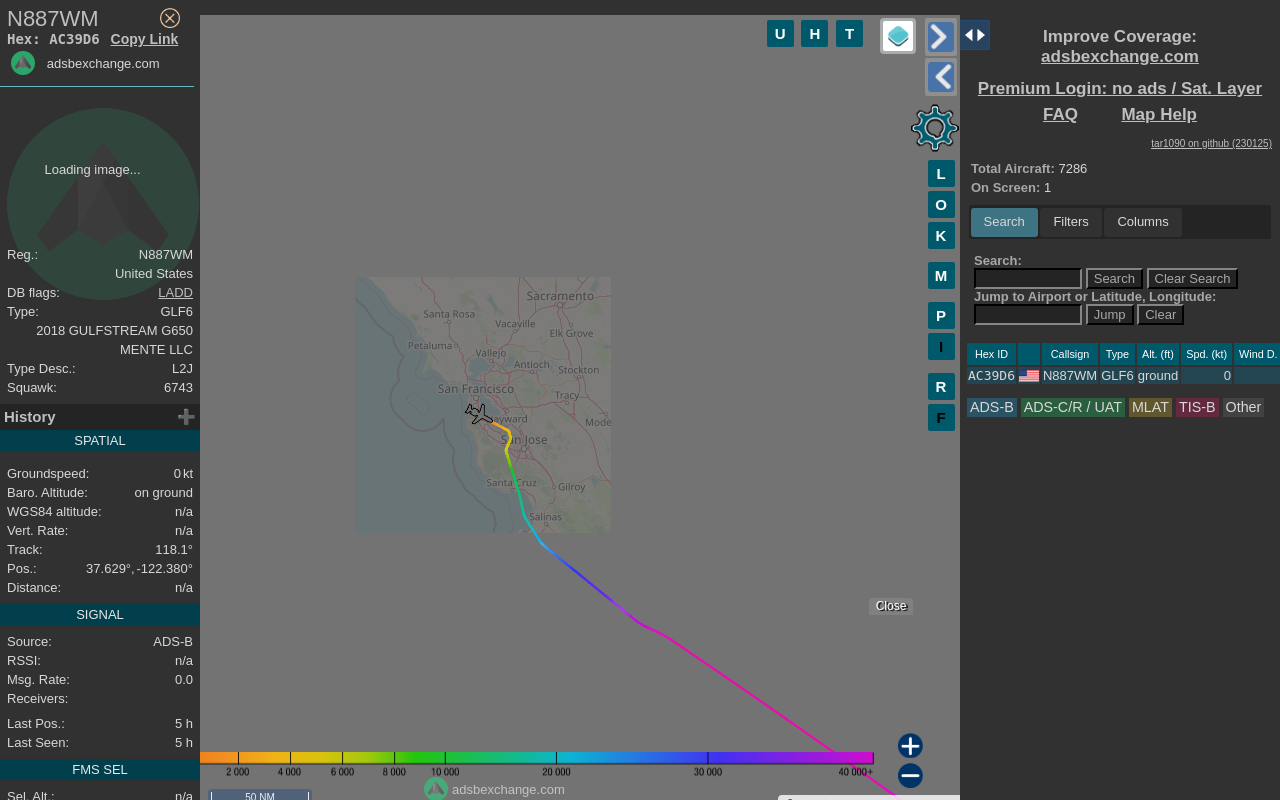 N887WM
Hex: AC39D6 Copy Link
adsbexchange.com
Loading image...
Reg.: N887WM
United States
DB flags: LADD
Type: GLF6
2018 GULFSTREAM G650
MENTE LLC
Type Desc.: L2J
Squawk: 6743
History
SPATIAL
Groundspeed: 0 kt
Baro. Altitude: on ground
WGS84 altitude: n/a
Vert. Rate: n/a
Track: 118.1°
Pos.: 37.629°, -122.380°
Distance: n/a
SIGNAL
Source: ADS-B
RSSI: n/a
Msg. Rate: 0.0
Receivers:
Last Pos.: 5 h
Last Seen: 5 h
FMS SEL
Sel. Alt.: n/a
U H T
L
O
K
M
P
I
R
F
Sacramento
Santa Rosa
Vacaville
Elk Grove
Petaluma
Vallejo
Antioch
Stockton
San Francisco
Tracy
ayward
Mode
San Jose
Santa Cruz
Gilroy
Salinas
Close
2 000 4 000 6 000 8 000 10 000 20 000 30 000 40 000+
adsbexchange.com
50 NM
Improve Coverage:
adsbexchange.com
Premium Login: no ads / Sat. Layer
FAQ Map Help
tar1090 on github (230125)
Total Aircraft: 7286
On Screen: 1
Search Filters Columns
Search:
Search Clear Search
Jump to Airport or Latitude, Longitude:
Jump Clear
Hex ID Callsign Type Alt. (ft) Spd. (kt) Wind D.
AC39D6 N887WM GLF6 ground 0
ADS-B ADS-C/R / UAT MLAT TIS-B Other